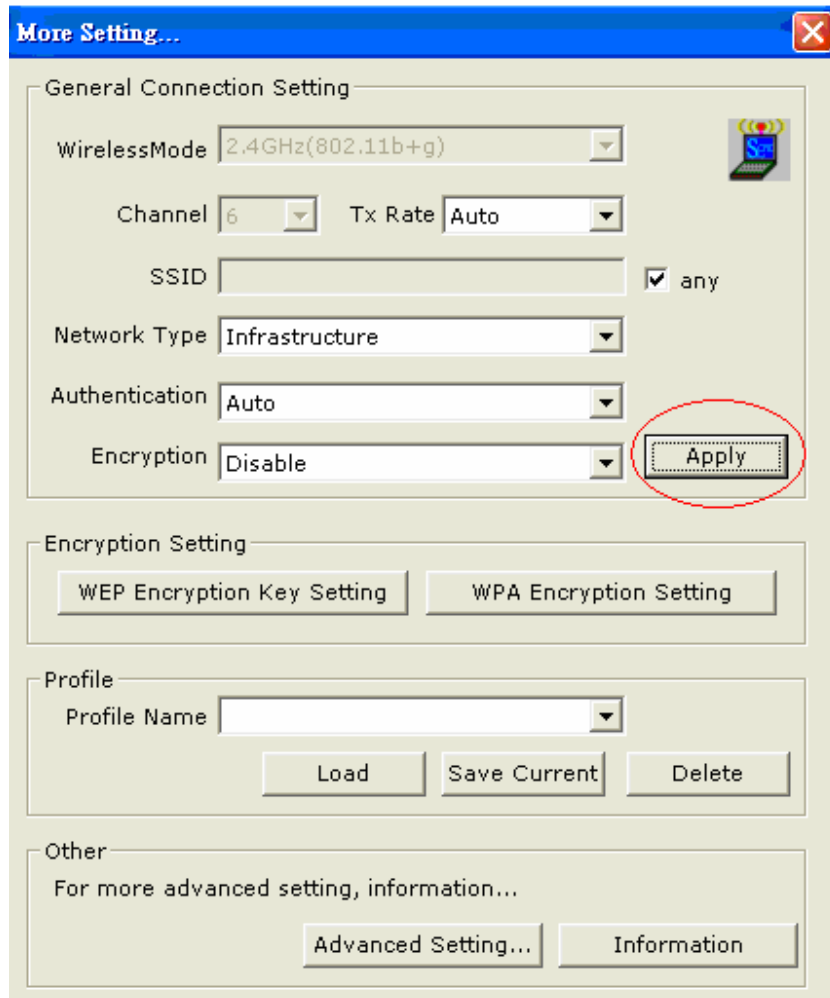 More Setting...
General Connection Setting
WirelessMode 2.4GHz(802.11b+g)
Channel 6 Tx Rate Auto
SSID any
Network Type Infrastructure
Authentication Auto
Encryption Disable Apply
Encryption Setting
WEP Encryption Key Setting WPA Encryption Setting
Profile
Profile Name
Load Save Current Delete
Other
For more advanced setting, information...
Advanced Setting... Information